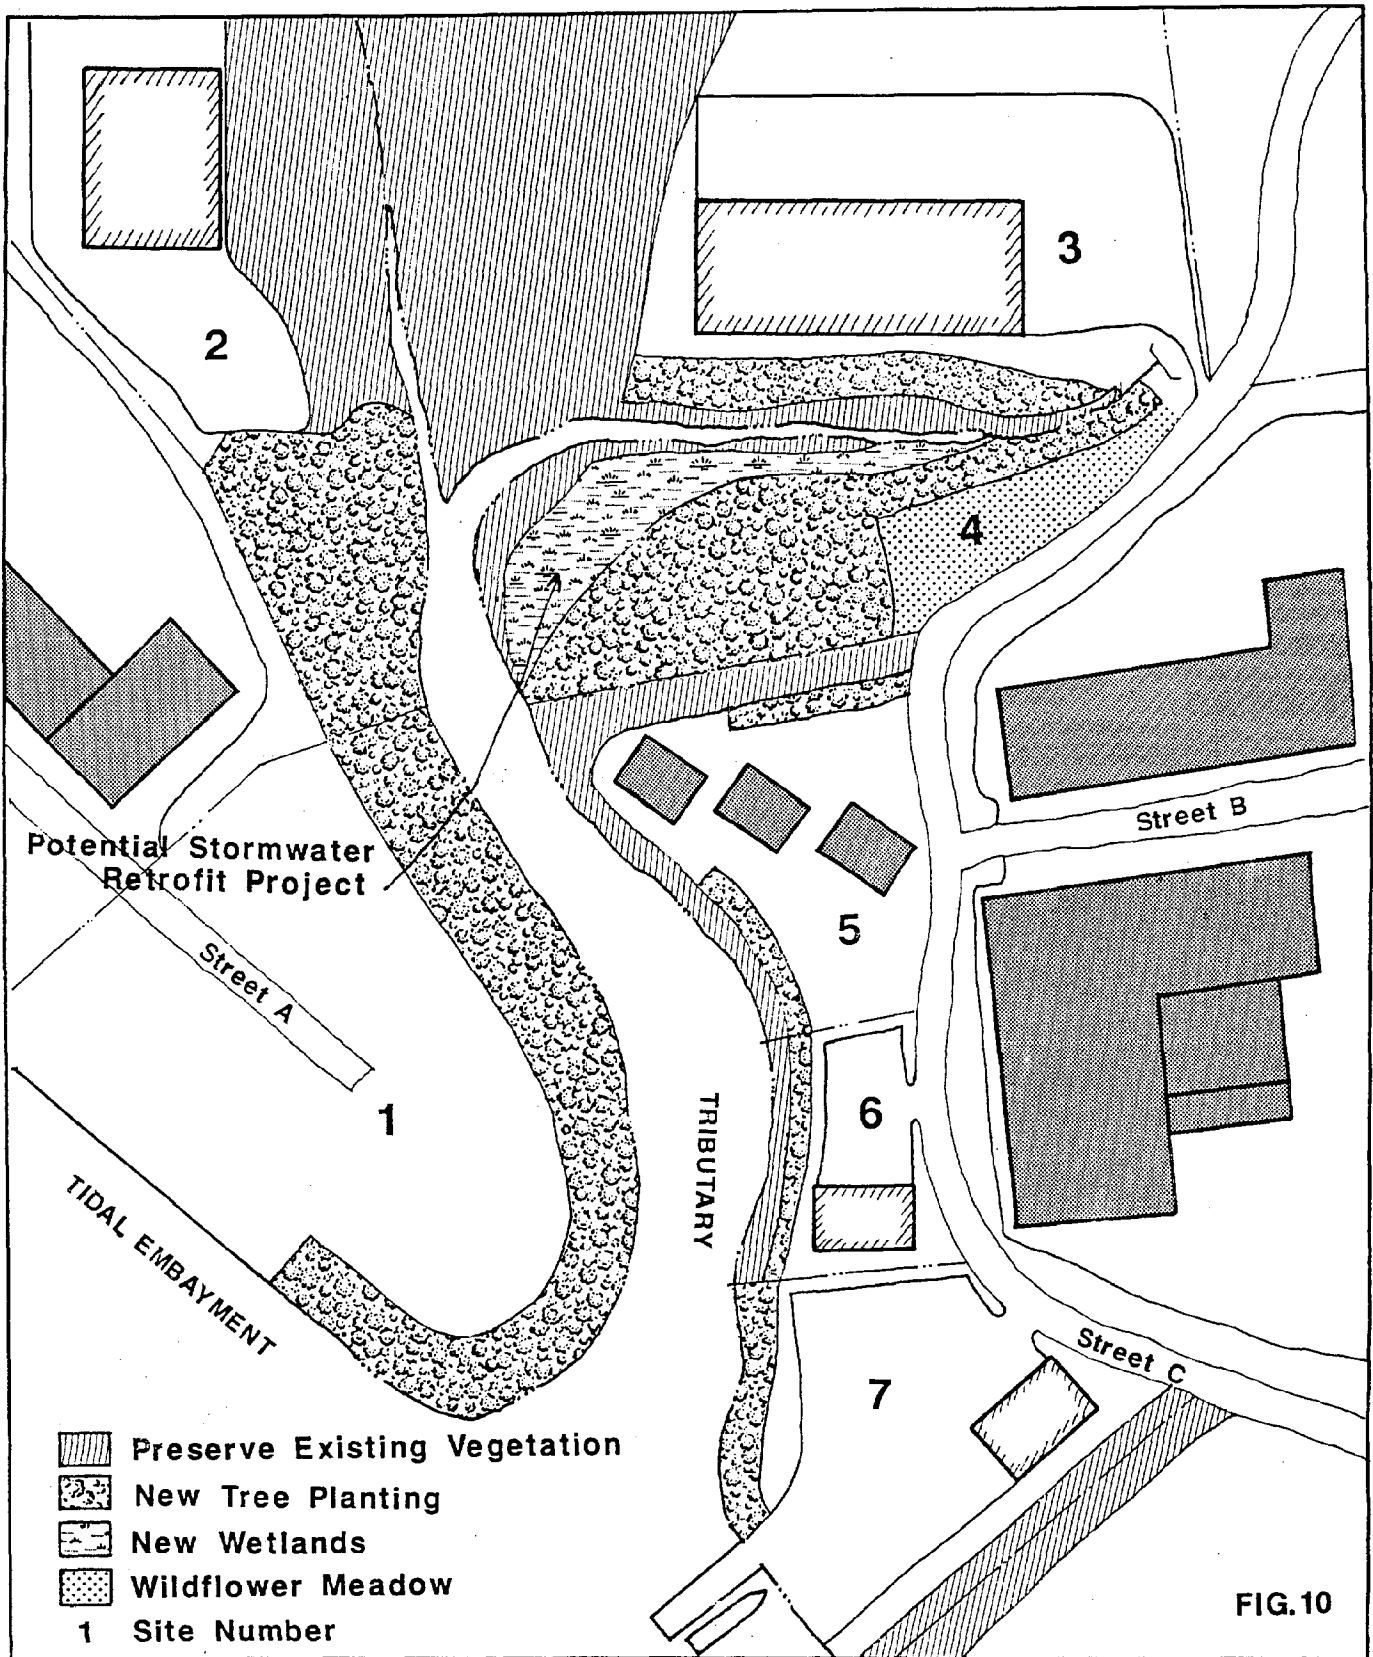 3
2
4
Street B
Potential Stormwater
Retrofit Project
5
Street A
1
6
TRIBUTARY
TIDAL EMBAYMENT
Street C
7
Preserve Existing Vegetation
New Tree Planting
New Wetlands
Wildflower Meadow
1 Site Number
FIG.10